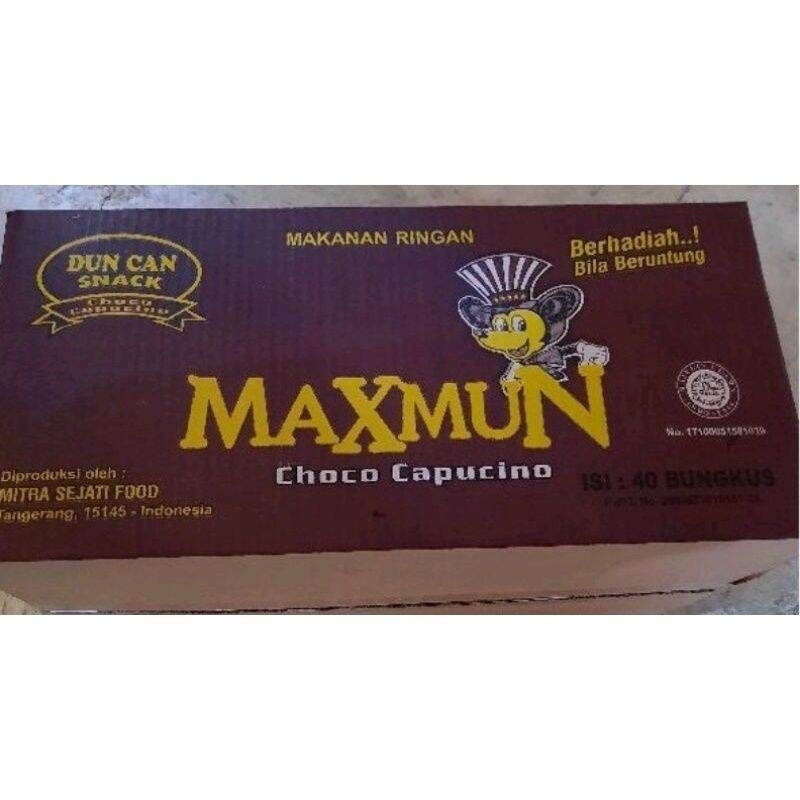 MAKANAN RINGAN
Berhadiah..!
Bila Beruntung
DUN CAN
SNACK
Choco
Capucino
MAXMUN
Choco Capucino
Diproduksi oleh :
MITRA SEJATI FOOD
Tangerang, 15145 - Indonesia
ISI : 40 BUNGKUS